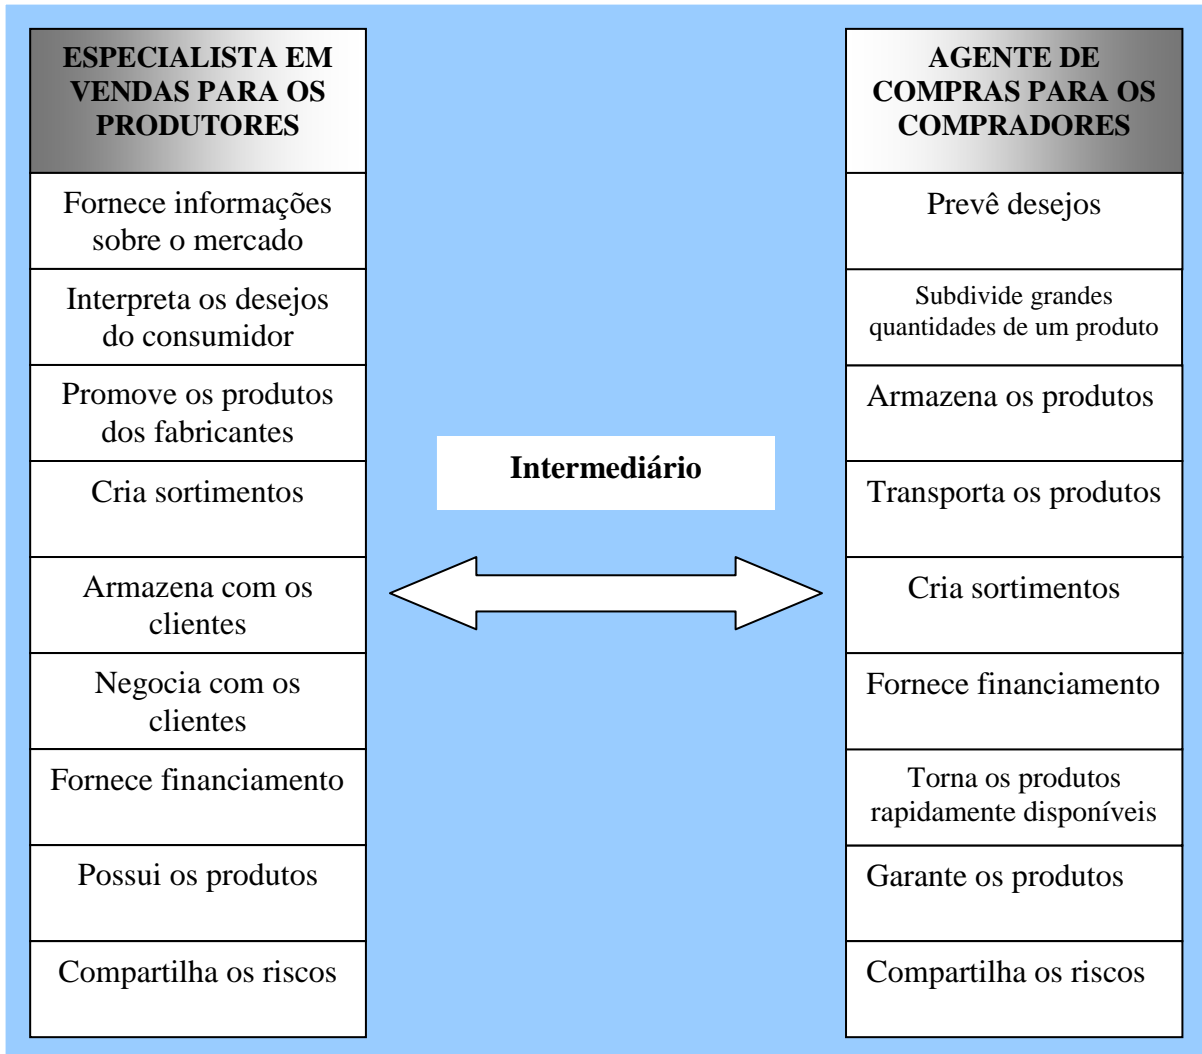 ESPECIALISTA EM
VENDAS PARA OS
PRODUTORES
Fornece informações
sobre o mercado
Interpreta os desejos
do consumidor
Promove os produtos
dos fabricantes
Cria sortimentos
Armazena com os
clientes
Negocia com os
clientes
Fornece financiamento
Possui os produtos
Compartilha os riscos
Intermediário
AGENTE DE
COMPRAS PARA OS
COMPRADORES
Prevê desejos
Subdivide grandes
quantidades de um produto
Armazena os produtos
Transporta os produtos
Cria sortimentos
Fornece financiamento
Torna os produtos
rapidamente disponíveis
Garante os produtos
Compartilha os riscos